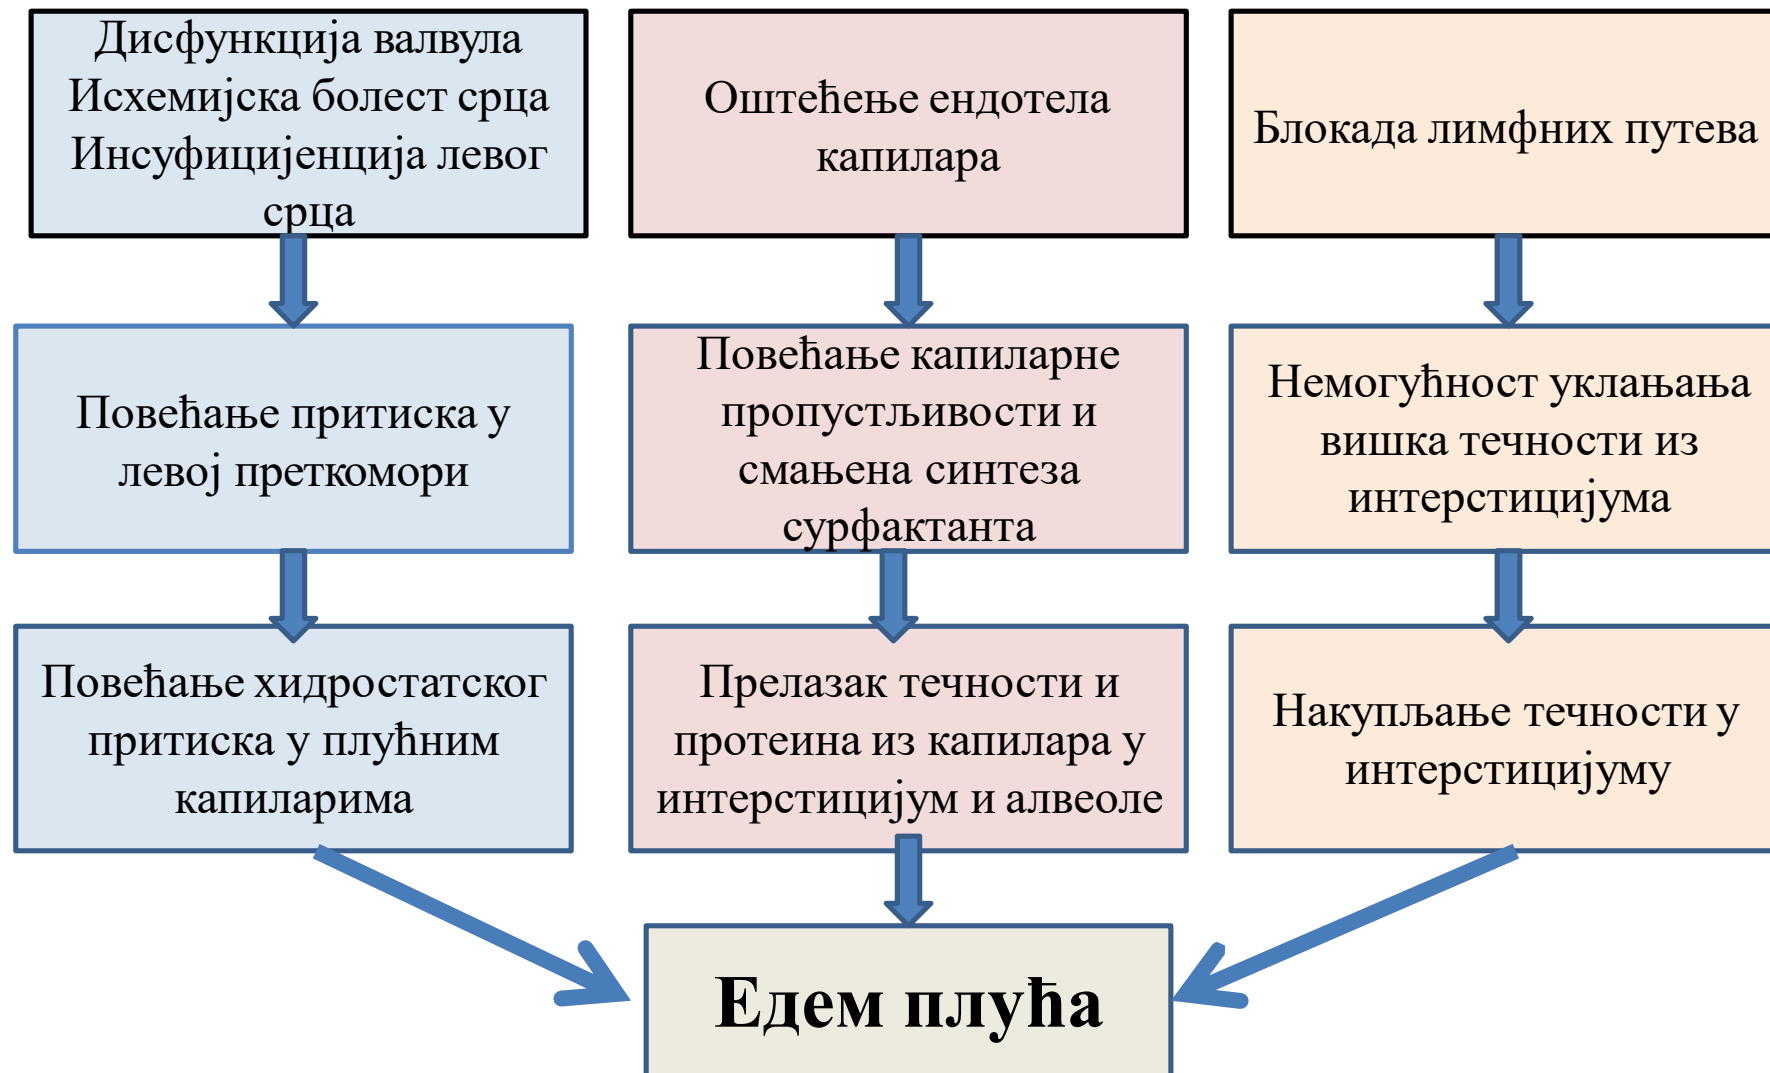 Дисфункција валвула
Исхемијска болест срца
Инсуфицијенција левог
срца
Оштећење ендотела
капилара
Блокада лимфних путева
Повећање притиска у
левој преткомори
Повећање капиларне
пропустљивости и
смањена синтеза
сурфактанта
Немогућност уклањања
вишка течности из
интерстицијума
Повећање хидростатског
притиска у плућним
капиларима
Прелазак течности и
протеина из капилара у
интерстицијум и алвеоле
Накупљање течности у
интерстицијуму
Едем плућа